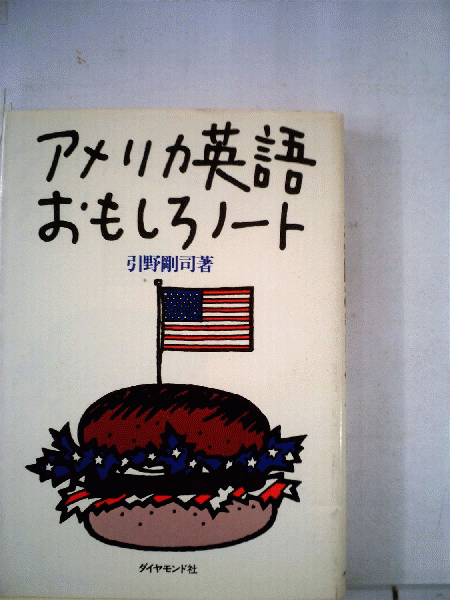 アメリカ英語
おもしろノート
引野剛司著
ダイヤモンド社